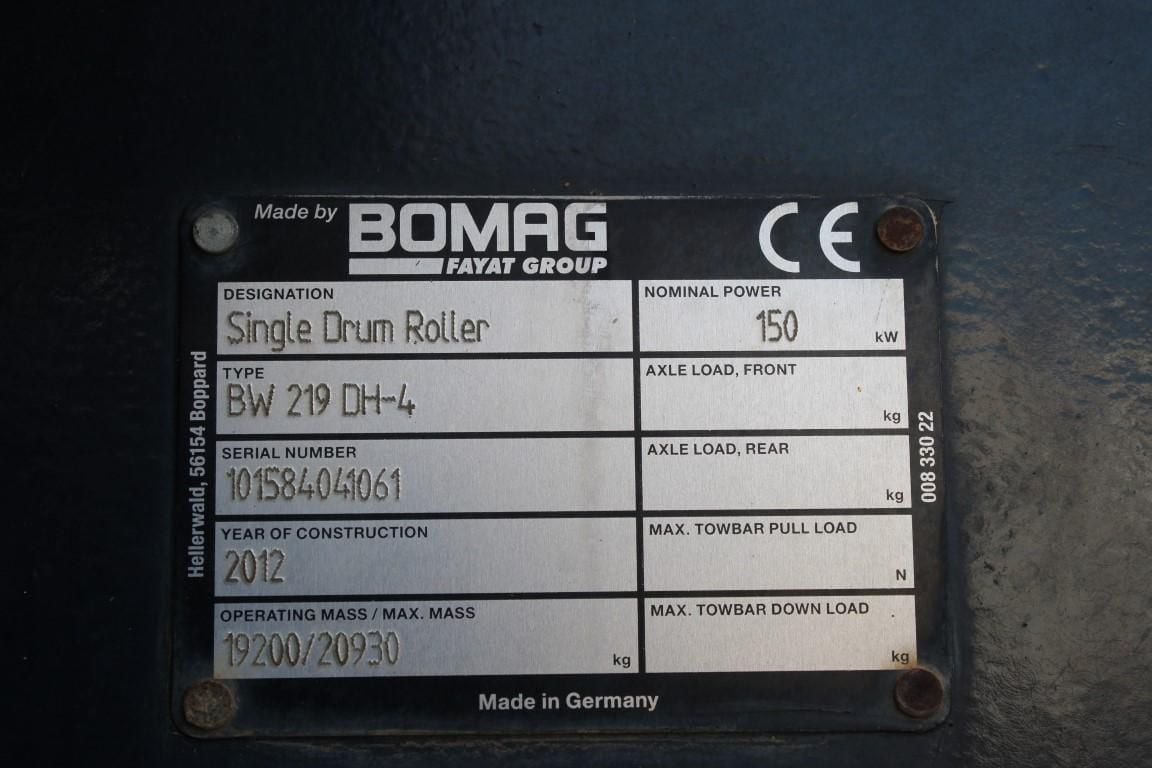 Made by BOMAG
FAYAT GROUP
CE
DESIGNATION
Single Drum Roller
NOMINAL POWER
150 kW
TYPE
BW 219 DH-4
AXLE LOAD, FRONT
kg
SERIAL NUMBER
101584041061
AXLE LOAD, REAR
kg
YEAR OF CONSTRUCTION
2012
MAX. TOWBAR PULL LOAD
N
OPERATING MASS / MAX. MASS
19200/20930 kg
MAX. TOWBAR DOWN LOAD
kg
Made in Germany
Hellerwald, 56154 Boppard
008 330 22